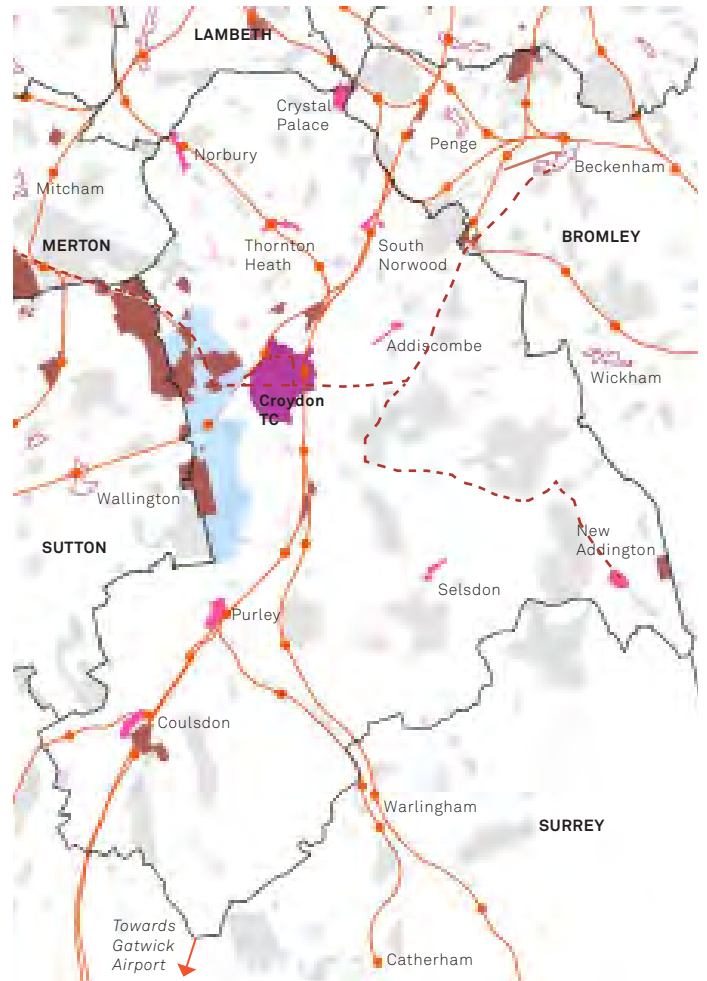 LAMBETH
Crystal
Palace
Penge
Norbury
Beckenham
Mitcham
MERTON
Thornton
Heath
South
Norwood
BROMLEY
Addiscombe
Wickham
Croydon
TC
Wallington
SUTTON
New
Addington
Selsdon
Purley
Coulsdon
Warlingham
SURREY
Towards
Gatwick
Airport
Catherham